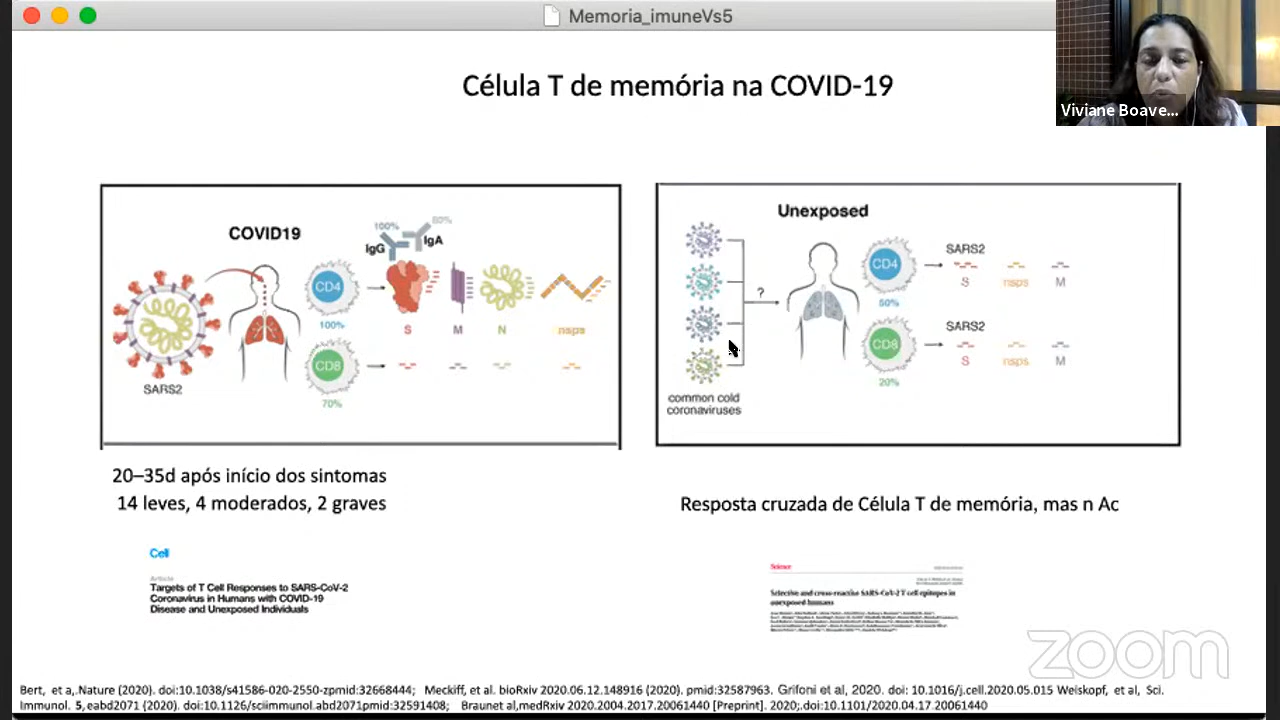 Memoria_imuneVs5
Viviane Boave...
Célula T de memória na COVID-19
COVID19
100%
80%
IgG
IgA
CD4
100%
S
M
N
nsps
CD8
70%
SARS2
Unexposed
?
common cold
coronaviruses
CD4
50%
SARS2
S
nsps
M
CD8
20%
SARS2
S
nsps
M
20–35d após início dos sintomas
14 leves, 4 moderados, 2 graves
Resposta cruzada de Célula T de memória, mas n Ac
Cell
Article
Targets of T Cell Responses to SARS-CoV-2
Coronavirus in Humans with COVID-19
Disease and Unexposed Individuals
Science
Selective and cross-reactive SARS-CoV-2 T cell epitopes in
unexposed humans
zoom
Bert, et a,.Nature (2020). doi:10.1038/s41586-020-2550-zpmid:32668444; Meckiff, et al. bioRxiv 2020.06.12.148916 (2020). pmid:32587963. Grifoni et al, 2020. doi: 10.1016/j.cell.2020.05.015 Weiskopf, et al, Sci.
Immunol. 5, eabd2071 (2020). doi:10.1126/sciimmunol.abd2071pmid:32591408; Braunet al,medRxiv 2020.2004.2017.20061440 [Preprint]. 2020;.doi:10.1101/2020.04.17.20061440